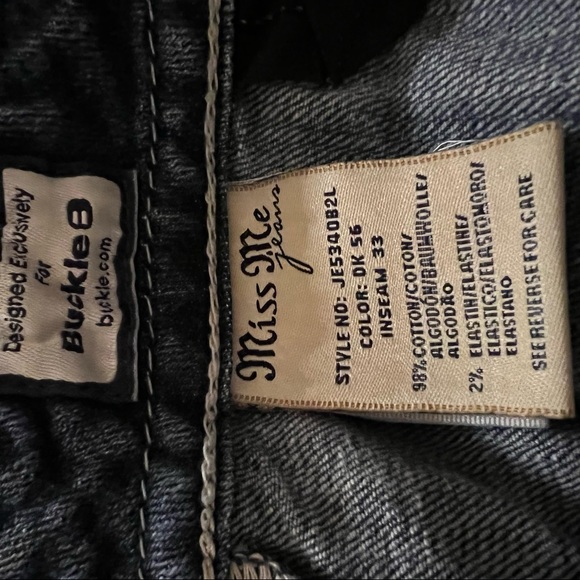 Designed Exclusively
for
Buckle B
buckle.com
Miss Me
jeans
STYLE NO: JE5340B2L
COLOR: DK 56
INSEAM 33
98% COTTON/COTON/
ALGODÓN/BAUMWOLLE/
ALGODÃO
2% ELASTIN/ELASTINE/
ELASTICO/ELASTOMORO/
ELASTANO
SEE REVERSE FOR CARE